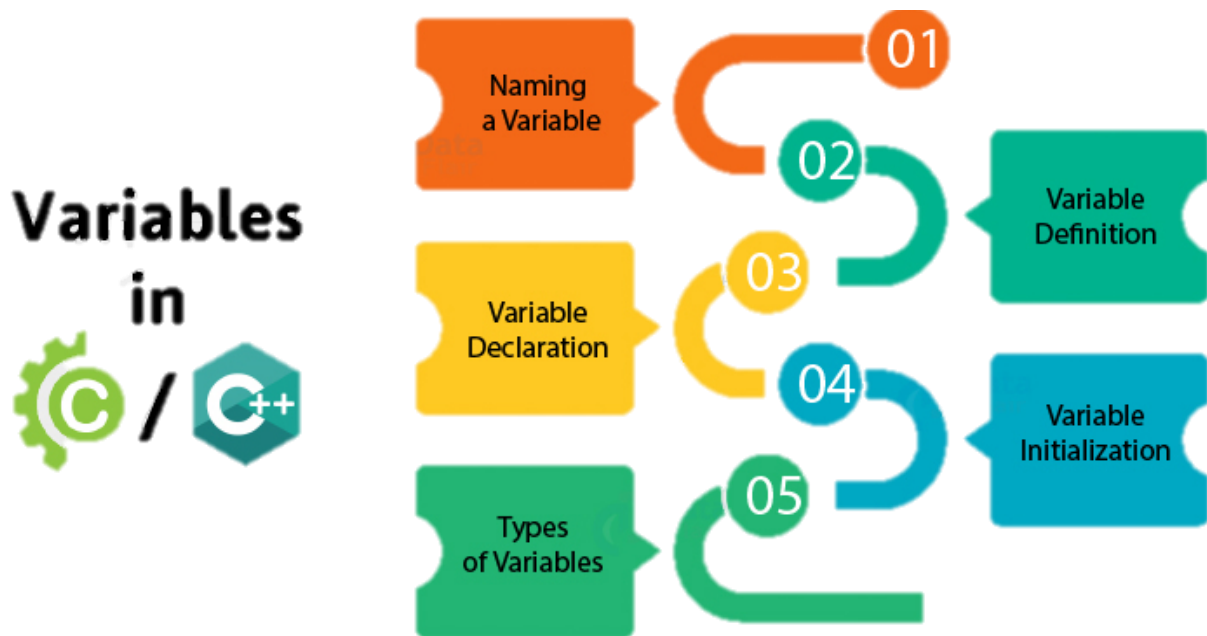 Variables
in
C / C++
01
Naming
a Variable
02
Variable
Definition
03
Variable
Declaration
04
Variable
Initialization
05
Types
of Variables